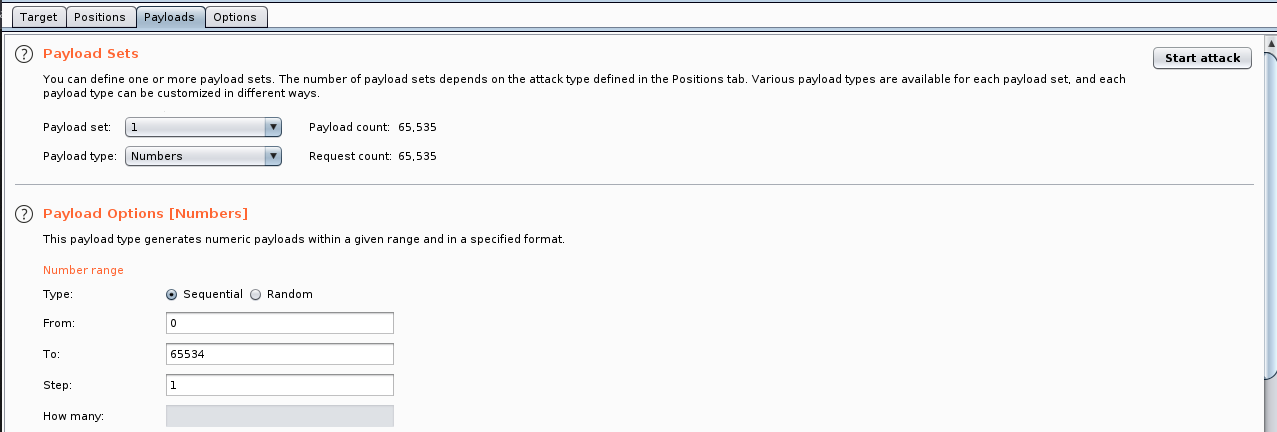 Target Positions Payloads Options
? Payload Sets
Start attack
You can define one or more payload sets. The number of payload sets depends on the attack type defined in the Positions tab. Various payload types are available for each payload set, and each
payload type can be customized in different ways.
Payload set: 1 Payload count: 65,535
Payload type: Numbers Request count: 65,535
? Payload Options [Numbers]
This payload type generates numeric payloads within a given range and in a specified format.
Number range
Type: Sequential Random
From: 0
To: 65534
Step: 1
How many: